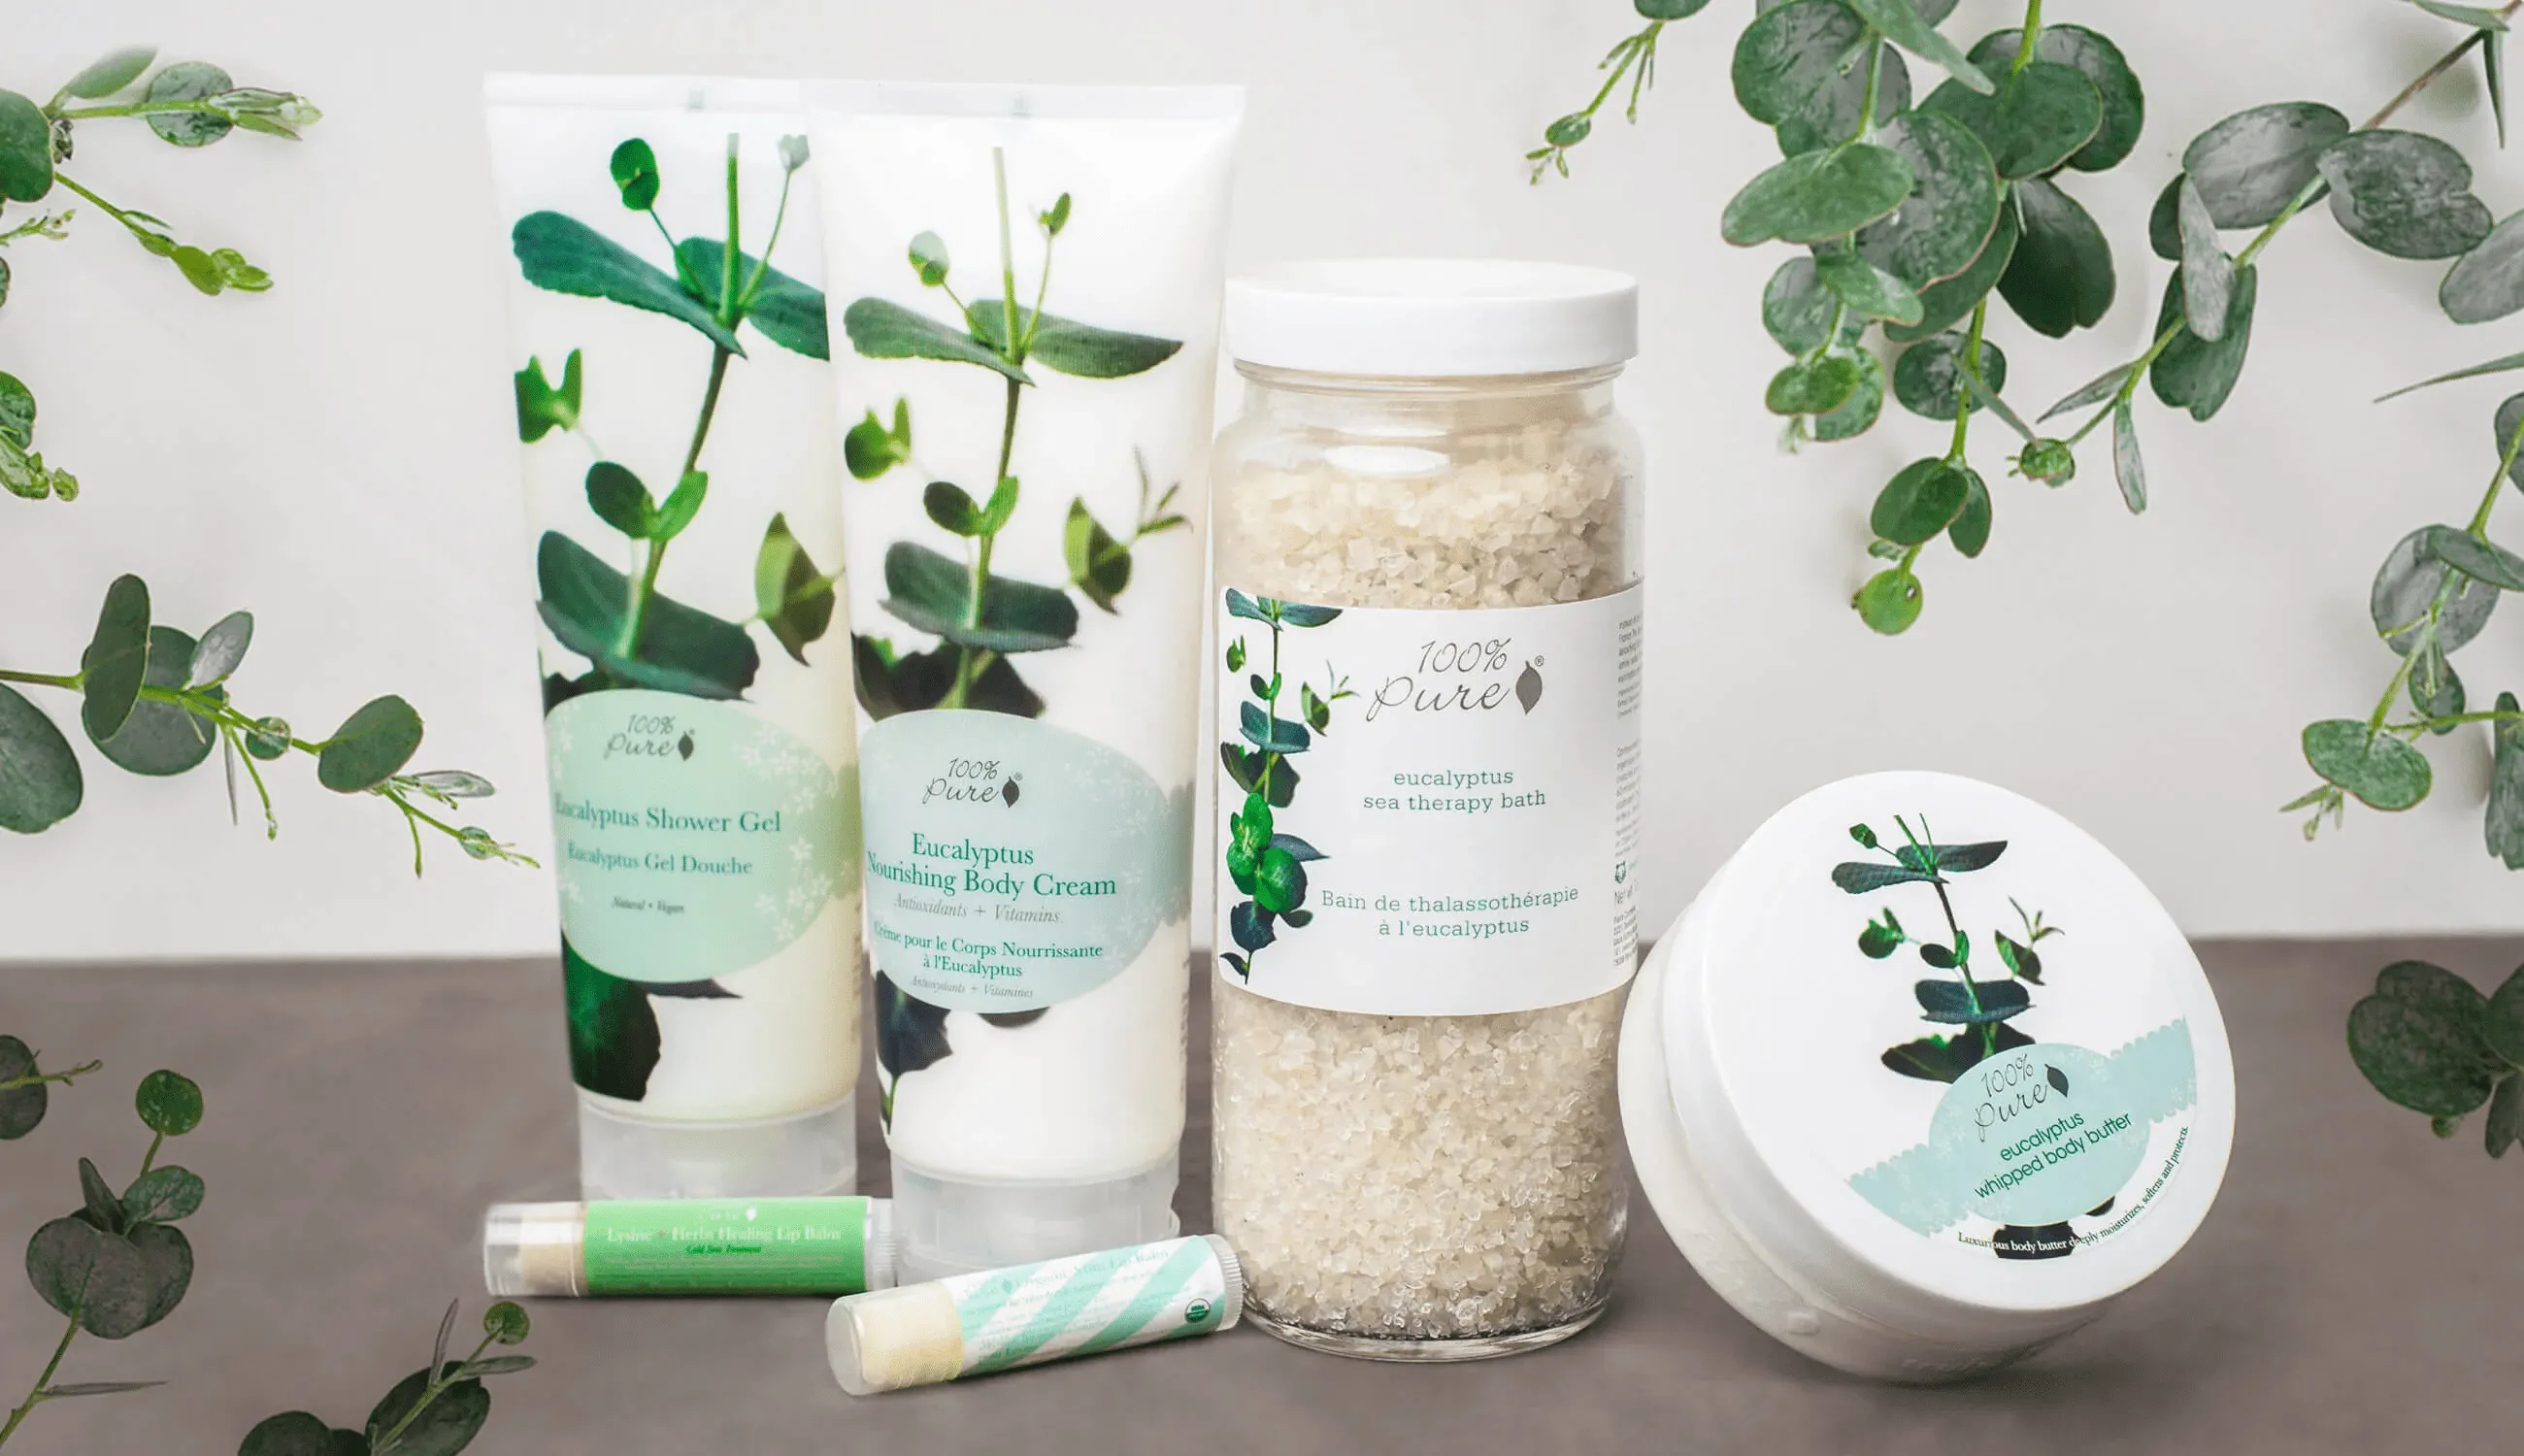 100%
Pure
Eucalyptus Shower Gel
Eucalyptus Gel Douche
Natural • Vegan
100%
Pure®
Eucalyptus
Nourishing Body Cream
Antioxidants + Vitamins
Crème pour le Corps Nourrissante
à l'Eucalyptus
Antioxydants + Vitamines
100%
Pure®
eucalyptus
sea therapy bath
Bain de thalassothérapie
à l'eucalyptus
100%
Pure
eucalyptus
whipped body butter
Luxurious body butter deeply moisturizes, softens and protects.
Lysine + Herbs Healing Lip Balm
Cold Sore Treatment
Lip Balm